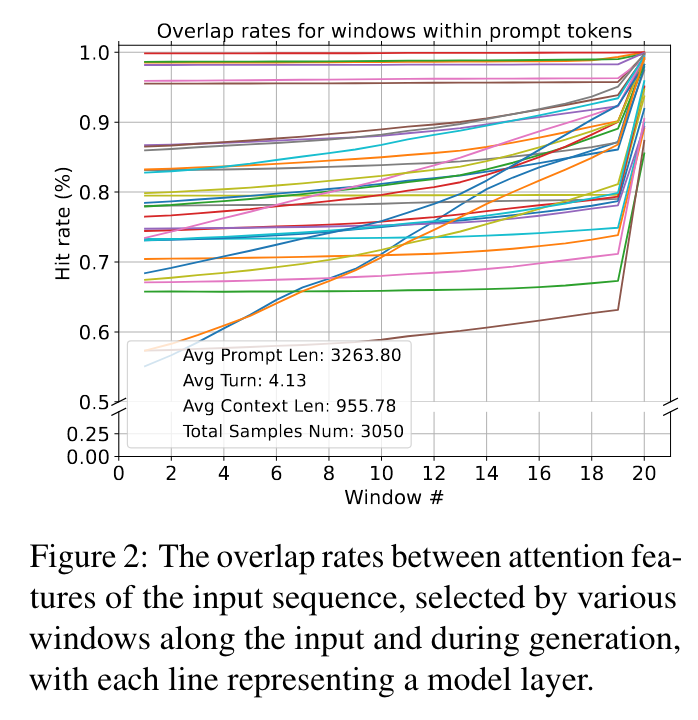 Overlap rates for windows within prompt tokens
1.0
0.9
0.8
0.7
0.6
0.5
0.25
0.00
Hit rate (%)
Avg Prompt Len: 3263.80
Avg Turn: 4.13
Avg Context Len: 955.78
Total Samples Num: 3050
0 2 4 6 8 10 12 14 16 18 20
Window #
Figure 2: The overlap rates between attention fea-
tures of the input sequence, selected by various
windows along the input and during generation,
with each line representing a model layer.